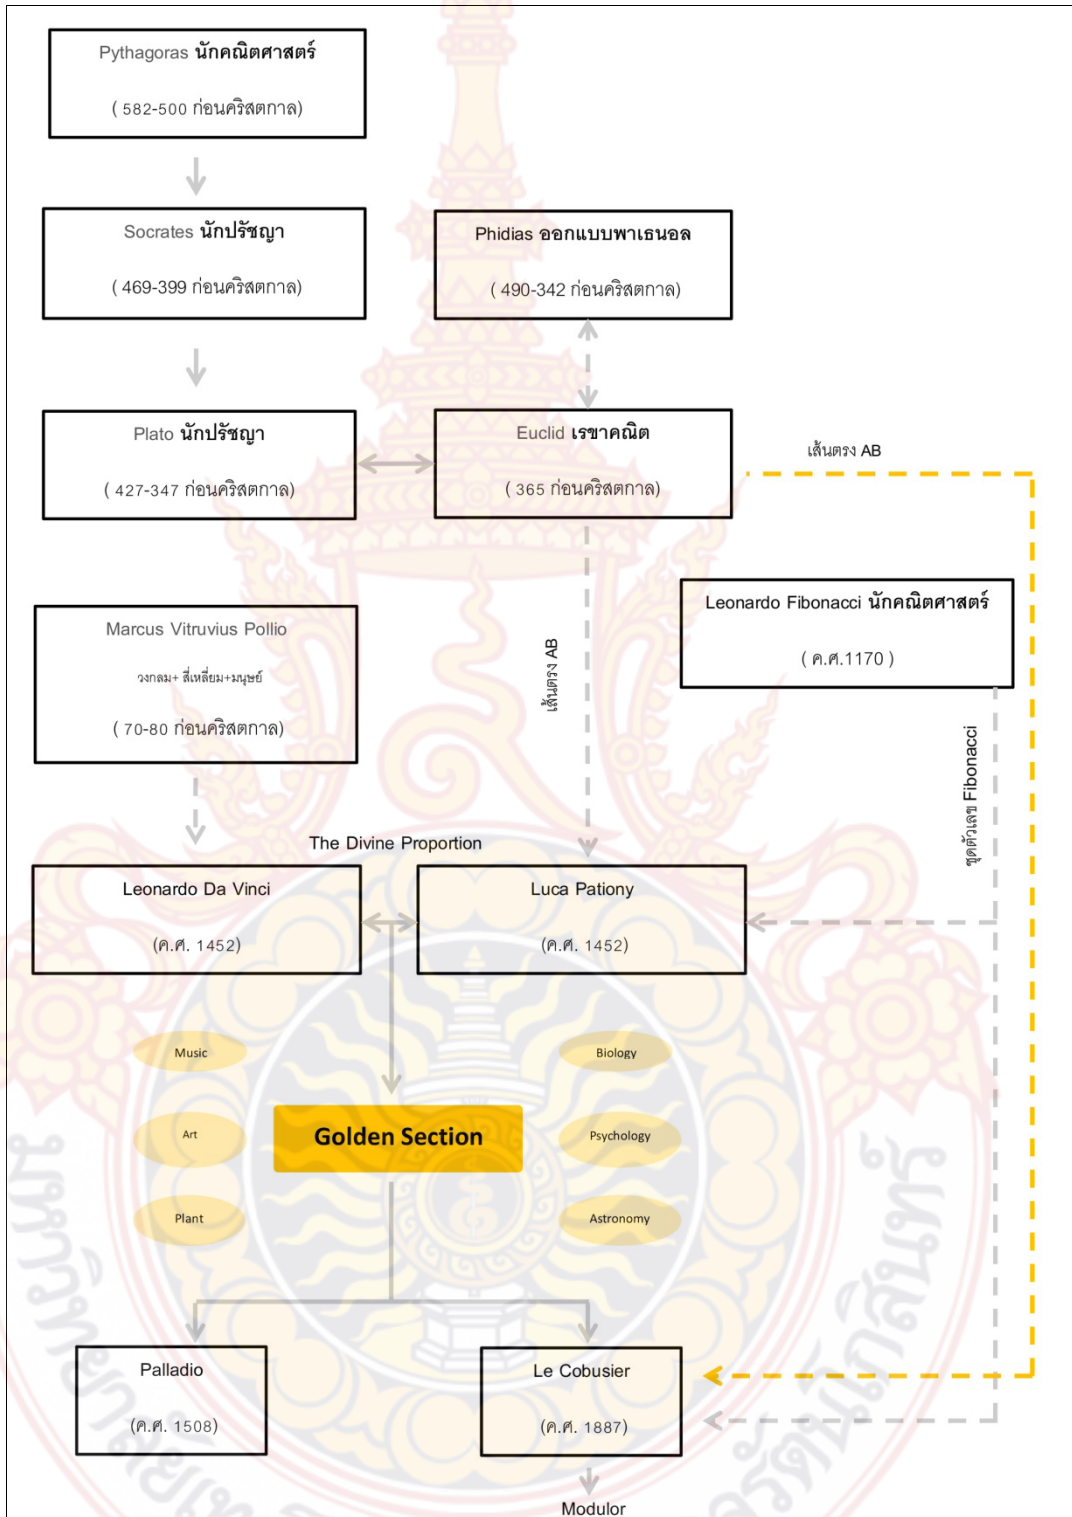 Pythagoras นักคณิตศาสตร์
( 582-500 ก่อนคริสตกาล)
Socrates นักปรัชญา
( 469-399 ก่อนคริสตกาล)
Phidias ออกแบบพาเธนอล
( 490-342 ก่อนคริสตกาล)
Plato นักปรัชญา
( 427-347 ก่อนคริสตกาล)
Euclid เรขาคณิต
( 365 ก่อนคริสตกาล)
เส้นตรง AB
Leonardo Fibonacci นักคณิตศาสตร์
( ค.ศ.1170 )
Marcus Vitruvius Pollio
วงกลม+ สี่เหลี่ยม+มนุษย์
( 70-80 ก่อนคริสตกาล)
เส้นตรง AB
ชุดตัวเลข Fibonacci
The Divine Proportion
Leonardo Da Vinci
(ค.ศ. 1452)
Luca Pationy
(ค.ศ. 1452)
Music
Biology
Golden Section
Art
Psychology
Plant
Astronomy
Palladio
(ค.ศ. 1508)
Le Cobusier
(ค.ศ. 1887)
Modulor